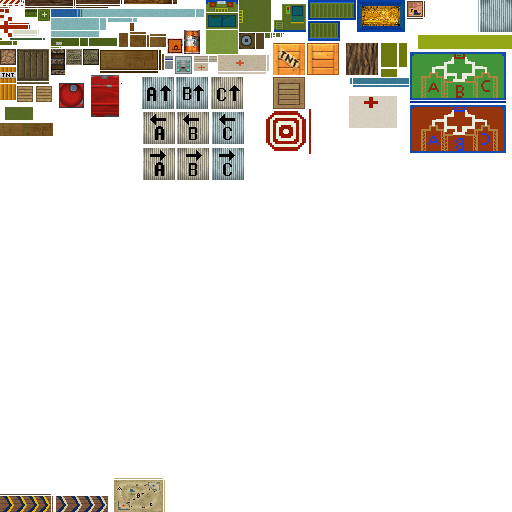 TNT
TNT
A↑ B↑ C↑
← ← ←
A B C
→ → →
A B C
A B C
A B D